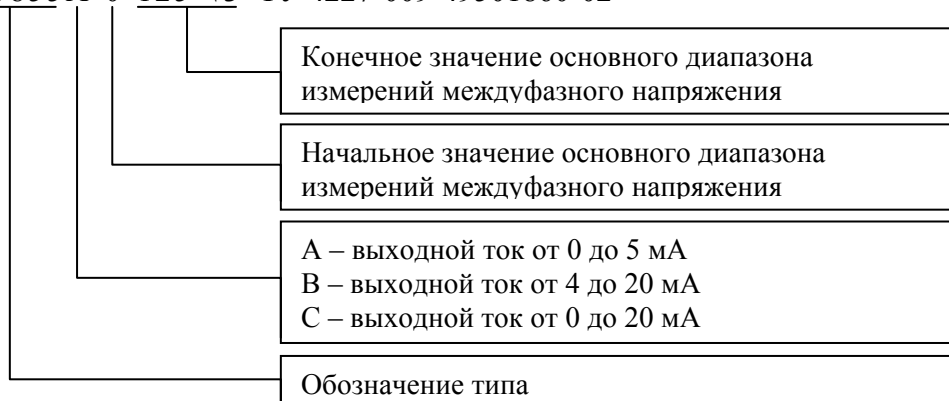 Конечное значение основного диапазона
измерений междуфазного напряжения
Начальное значение основного диапазона
измерений междуфазного напряжения
А – выходной ток от 0 до 5 мА
В – выходной ток от 4 до 20 мА
С – выходной ток от 0 до 20 мА
Обозначение типа